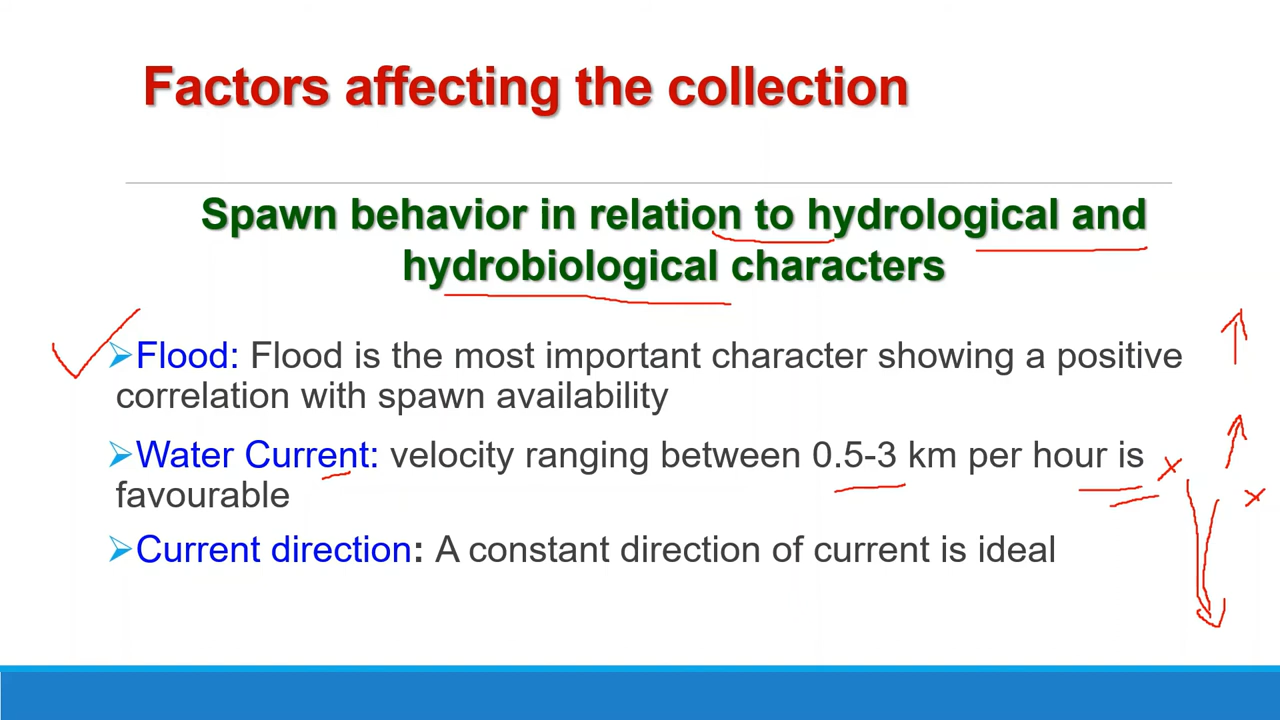 Factors affecting the collection
Spawn behavior in relation to hydrological and
hydrobiological characters
Flood: Flood is the most important character showing a positive
correlation with spawn availability
Water Current: velocity ranging between 0.5-3 km per hour is
favourable
Current direction: A constant direction of current is ideal